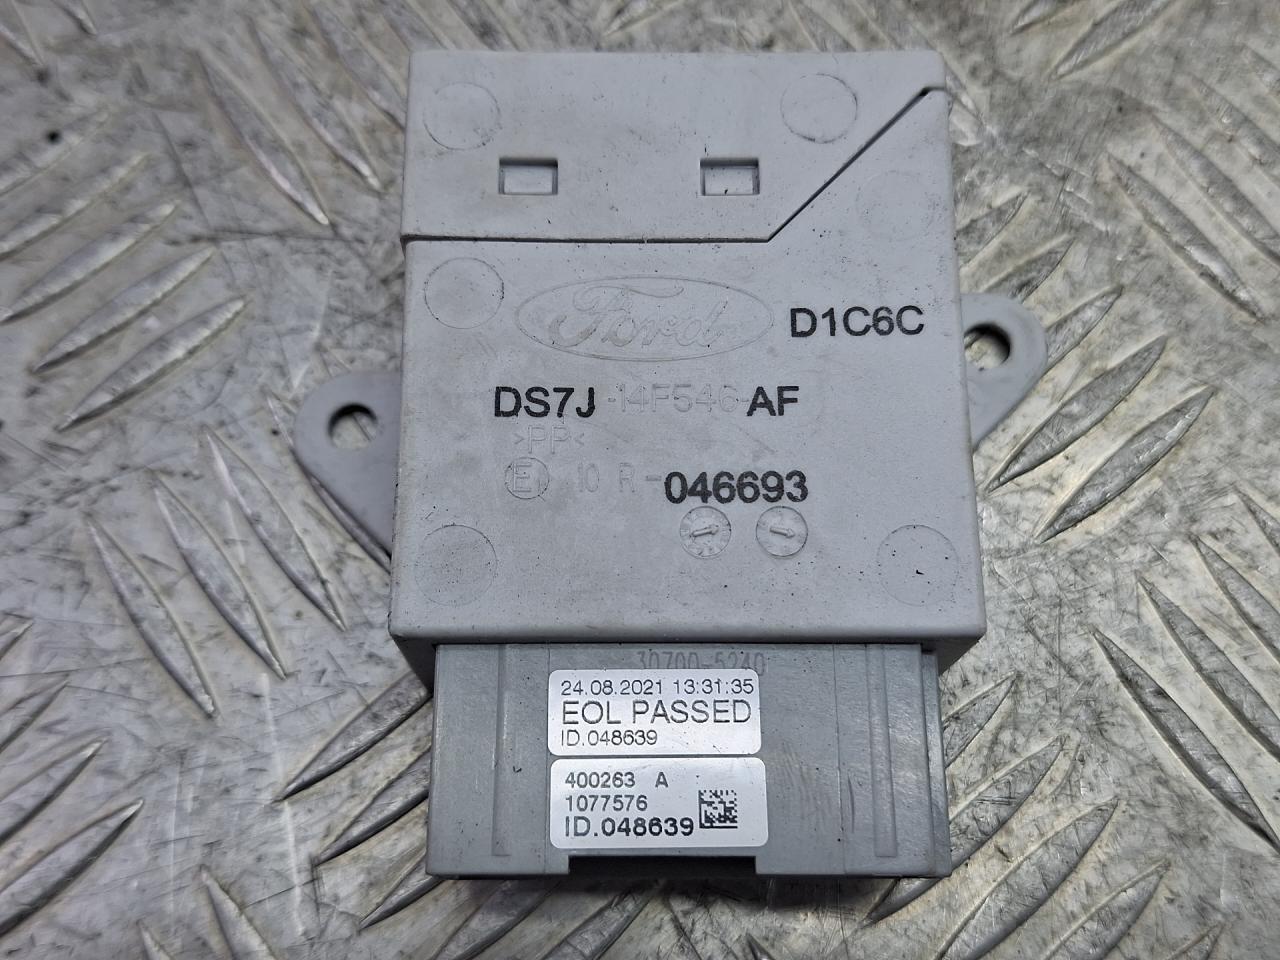 Ford
D1C6C
DS7J -14F546- AF
>PP<
E 10 R - 046693
30700-5240
24.08.2021 13:31:35
EOL PASSED
ID.048639
400263 A
1077576
ID.048639